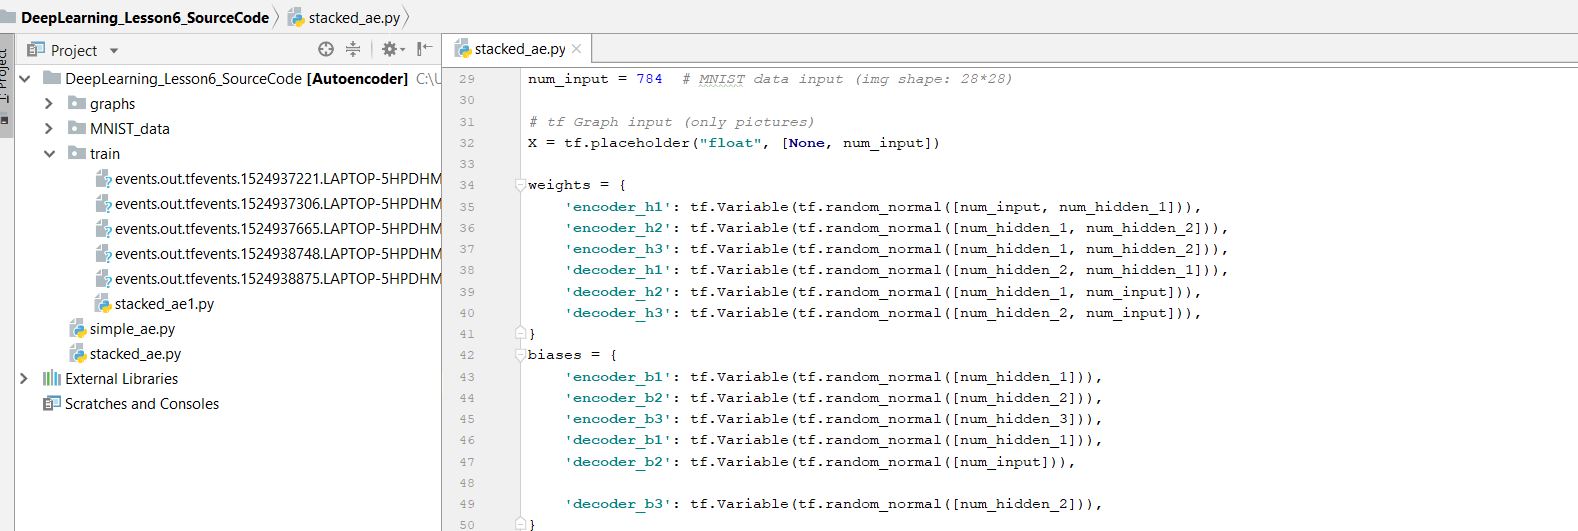 DeepLearning_Lesson6_SourceCode stacked_ae.py
Project
Project
stacked_ae.py
DeepLearning_Lesson6_SourceCode [Autoencoder] C:\U
graphs
MNIST_data
train
events.out.tfevents.1524937221.LAPTOP-5HPDHM
events.out.tfevents.1524937306.LAPTOP-5HPDHM
events.out.tfevents.1524937665.LAPTOP-5HPDHM
events.out.tfevents.1524938748.LAPTOP-5HPDHM
events.out.tfevents.1524938875.LAPTOP-5HPDHM
stacked_ae1.py
simple_ae.py
stacked_ae.py
External Libraries
Scratches and Consoles
29 num_input = 784 # MNIST data input (img shape: 28*28)
30
31 # tf Graph input (only pictures)
32 X = tf.placeholder("float", [None, num_input])
33
34 weights = {
35 'encoder_h1': tf.Variable(tf.random_normal([num_input, num_hidden_1])),
36 'encoder_h2': tf.Variable(tf.random_normal([num_hidden_1, num_hidden_2])),
37 'encoder_h3': tf.Variable(tf.random_normal([num_hidden_1, num_hidden_2])),
38 'decoder_h1': tf.Variable(tf.random_normal([num_hidden_2, num_hidden_1])),
39 'decoder_h2': tf.Variable(tf.random_normal([num_hidden_1, num_input])),
40 'decoder_h3': tf.Variable(tf.random_normal([num_hidden_2, num_input])),
41 }
42 biases = {
43 'encoder_b1': tf.Variable(tf.random_normal([num_hidden_1])),
44 'encoder_b2': tf.Variable(tf.random_normal([num_hidden_2])),
45 'encoder_b3': tf.Variable(tf.random_normal([num_hidden_3])),
46 'decoder_b1': tf.Variable(tf.random_normal([num_hidden_1])),
47 'decoder_b2': tf.Variable(tf.random_normal([num_input])),
48
49 'decoder_b3': tf.Variable(tf.random_normal([num_hidden_2])),
50 }